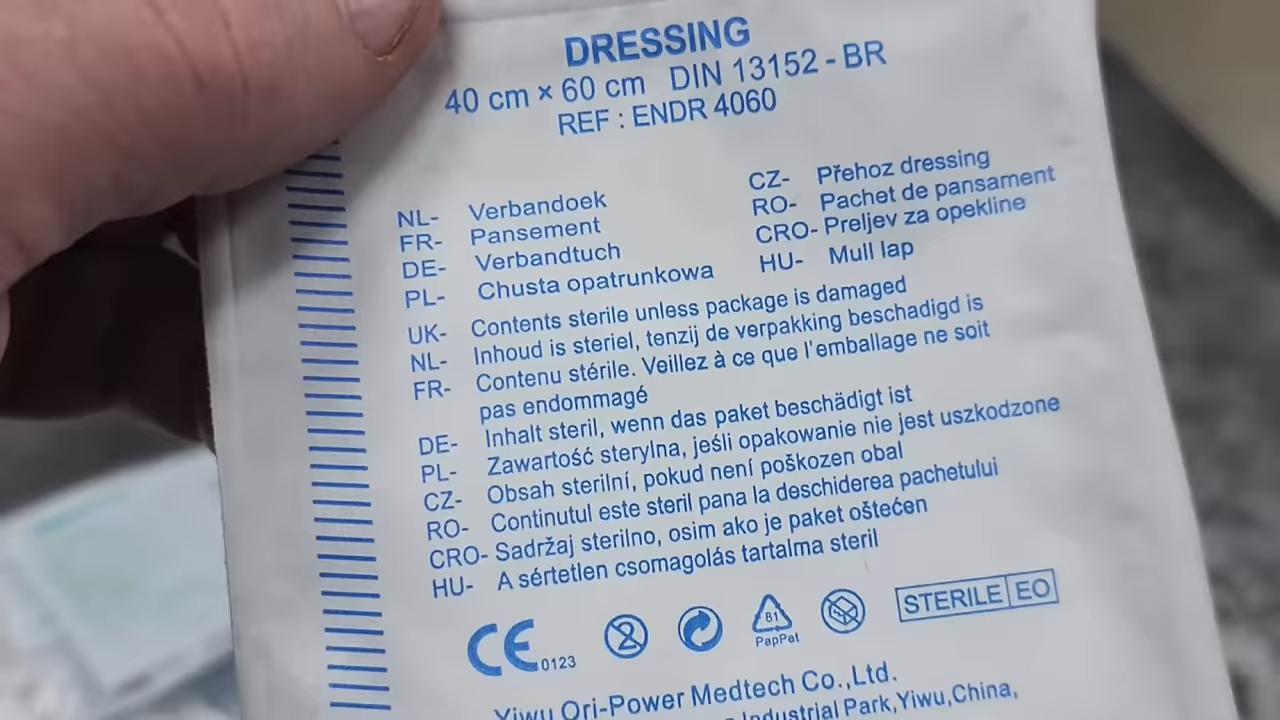 DRESSING
40 cm × 60 cm DIN 13152 - BR
REF : ENDR 4060
NL- Verbandoek
FR- Pansement
DE- Verbandtuch
PL- Chusta opatrunkowa
CZ- Přehoz dressing
RO- Pachet de pansament
CRO- Preljev za opekline
HU- Mull lap
UK- Contents sterile unless package is damaged
NL- Inhoud is steriel, tenzij de verpakking beschadigd is
FR- Contenu stérile. Veillez à ce que l'emballage ne soit
pas endommagé
DE- Inhalt steril, wenn das paket beschädigt ist
PL- Zawartość sterylna, jeśli opakowanie nie jest uszkodzone
CZ- Obsah sterilní, pokud není poškozen obal
RO- Continutul este steril pana la deschiderea pachetului
CRO- Sadržaj sterilno, osim ako je paket oštećen
HU- A sértetlen csomagolás tartalma steril
CE 0123
2
81
PapPet
STERILE EO
Yiwu Ori-Power Medtech Co.,Ltd.
Industrial Park,Yiwu,China,